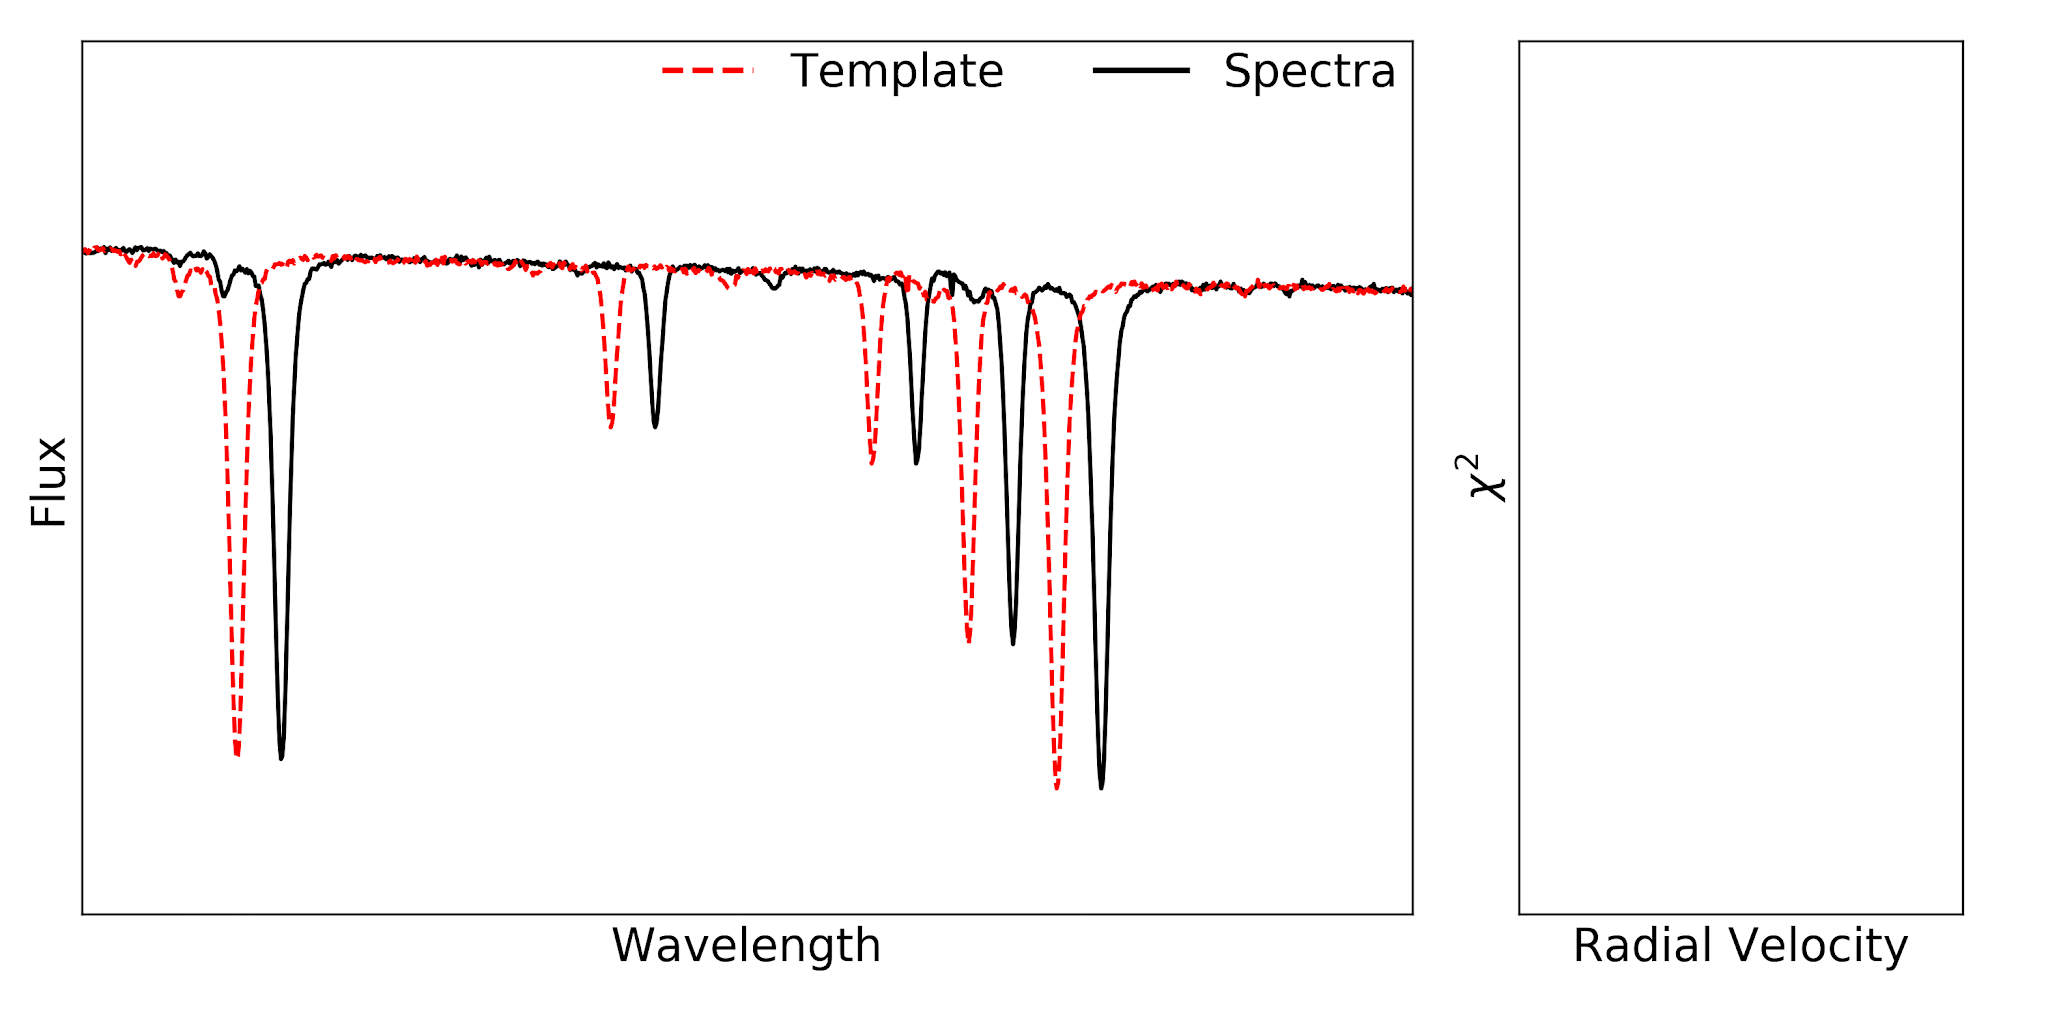 Template
Spectra
Flux
Wavelength
χ²
Radial Velocity